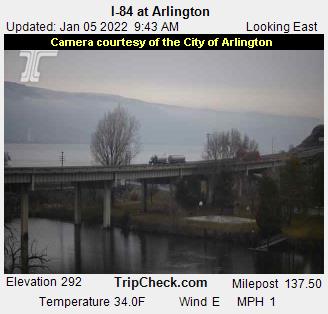 I-84 at Arlington
Updated: Jan 05 2022 9:43 AM Looking East
Camera courtesy of the City of Arlington
Elevation 292 TripCheck.com Milepost 137.50
Temperature 34.0F Wind E MPH 1